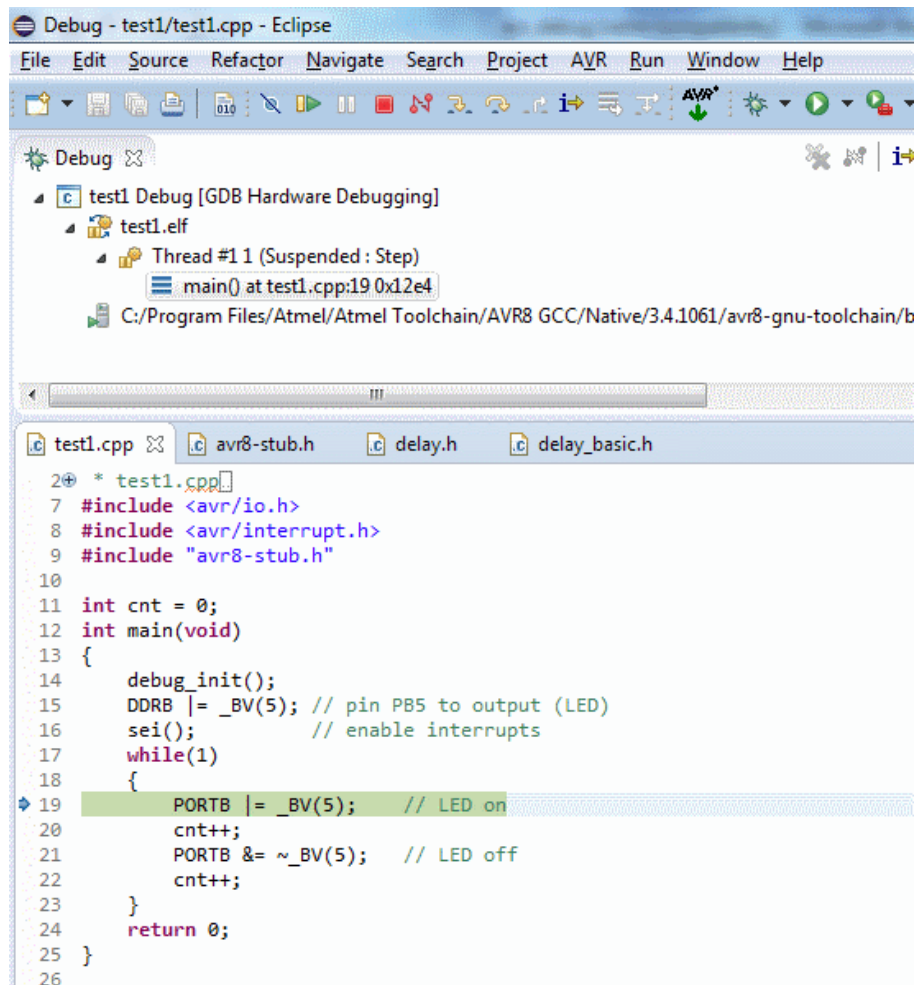 Debug - test1/test1.cpp - Eclipse
File Edit Source Refactor Navigate Search Project AVR Run Window Help
010 AVR
Debug
test1 Debug [GDB Hardware Debugging]
test1.elf
Thread #1 1 (Suspended : Step)
main() at test1.cpp:19 0x12e4
C:/Program Files/Atmel/Atmel Toolchain/AVR8 GCC/Native/3.4.1061/avr8-gnu-toolchain/b
test1.cpp avr8-stub.h delay.h delay_basic.h
2 * test1.cpp
7 #include <avr/io.h>
8 #include <avr/interrupt.h>
9 #include "avr8-stub.h"
10
11 int cnt = 0;
12 int main(void)
13 {
14 debug_init();
15 DDRB |= _BV(5); // pin PB5 to output (LED)
16 sei(); // enable interrupts
17 while(1)
18 {
19 PORTB |= _BV(5); // LED on
20 cnt++;
21 PORTB &= ~_BV(5); // LED off
22 cnt++;
23 }
24 return 0;
25 }
26